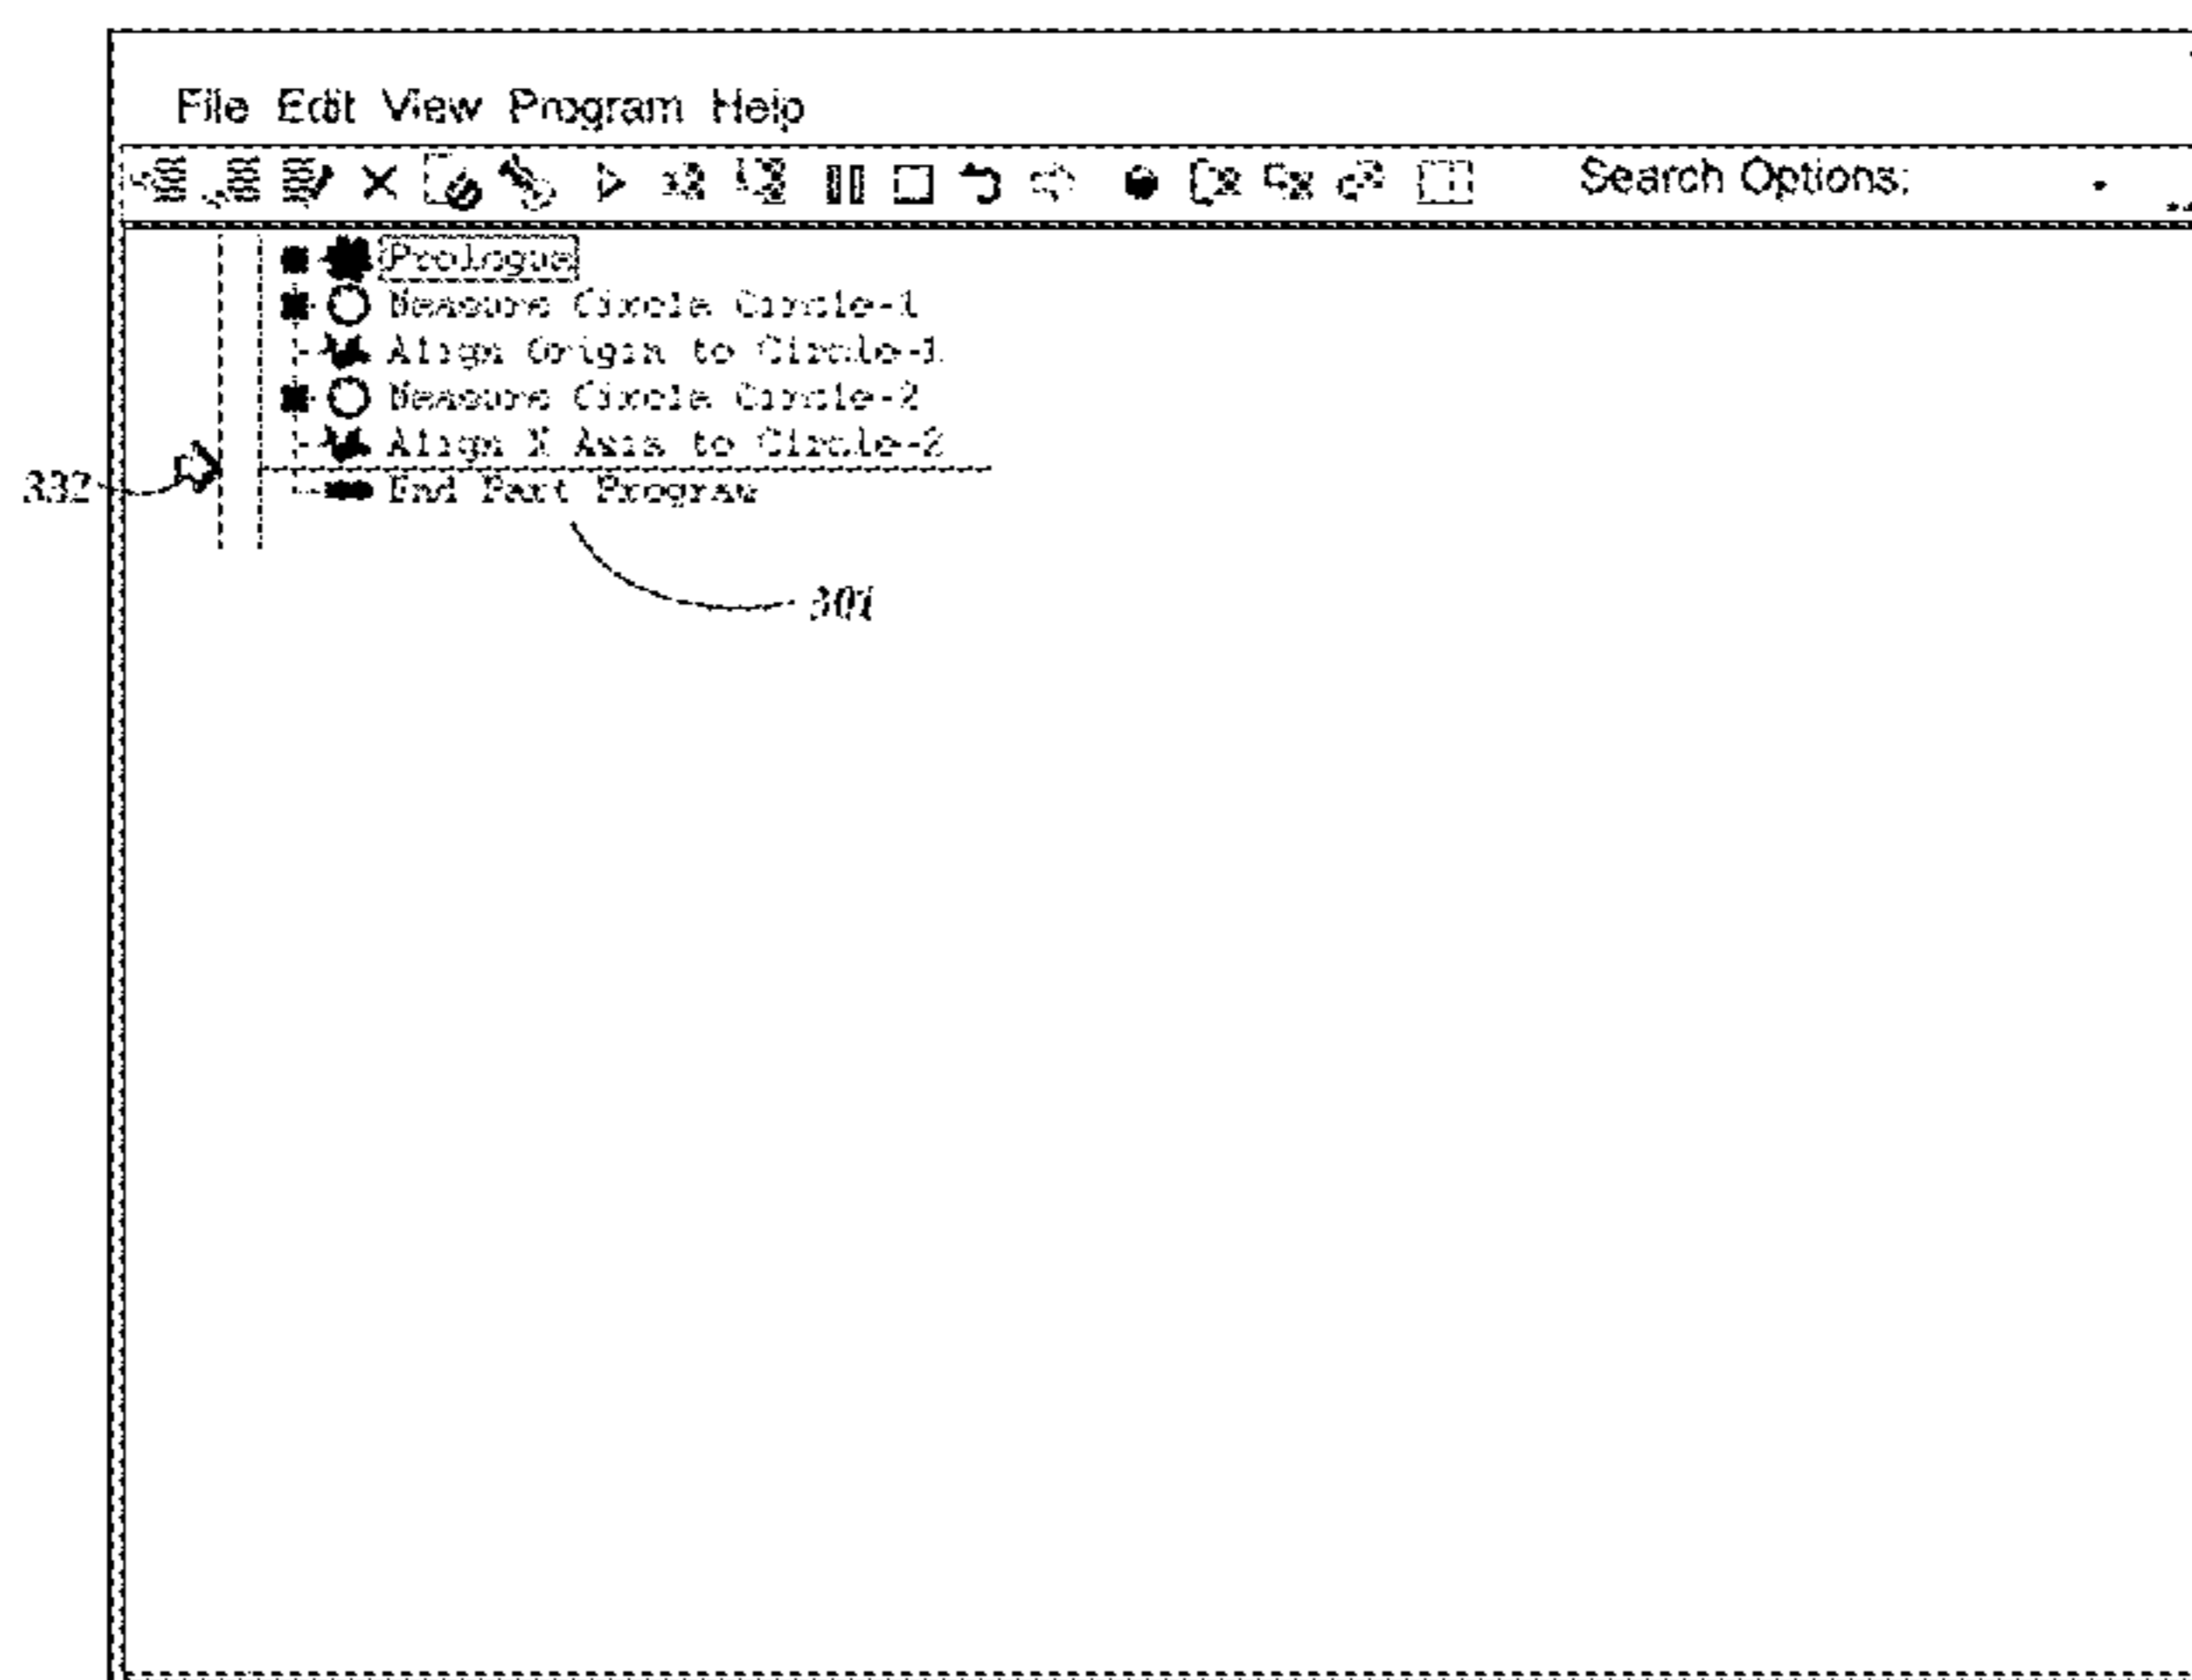 File Edit View Program Help
Search Options:
Prologue
Measure Circle Circle-1
Align Origin to Circle-1
Measure Circle Circle-2
Align X Axis to Circle-2
332
End Part Program
301